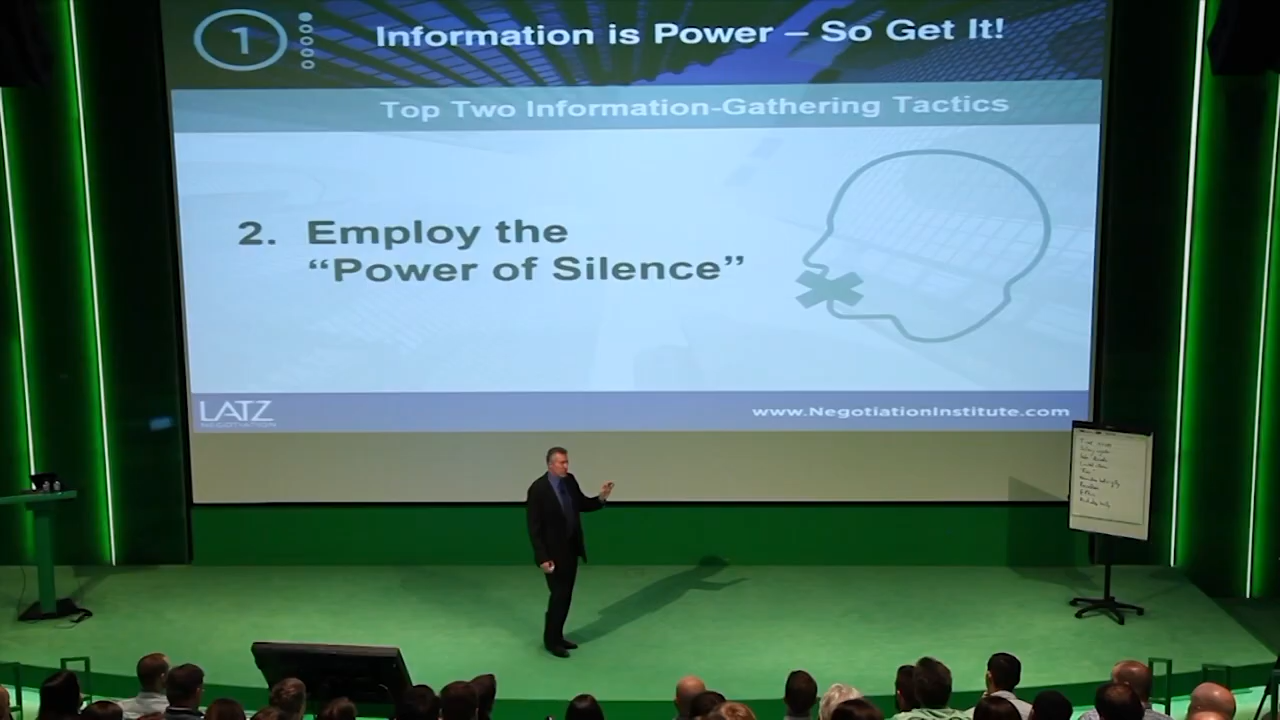 1
Information is Power – So Get It!
Top Two Information-Gathering Tactics
2. Employ the
“Power of Silence”
LATZ
NEGOTIATION
www.NegotiationInstitute.com